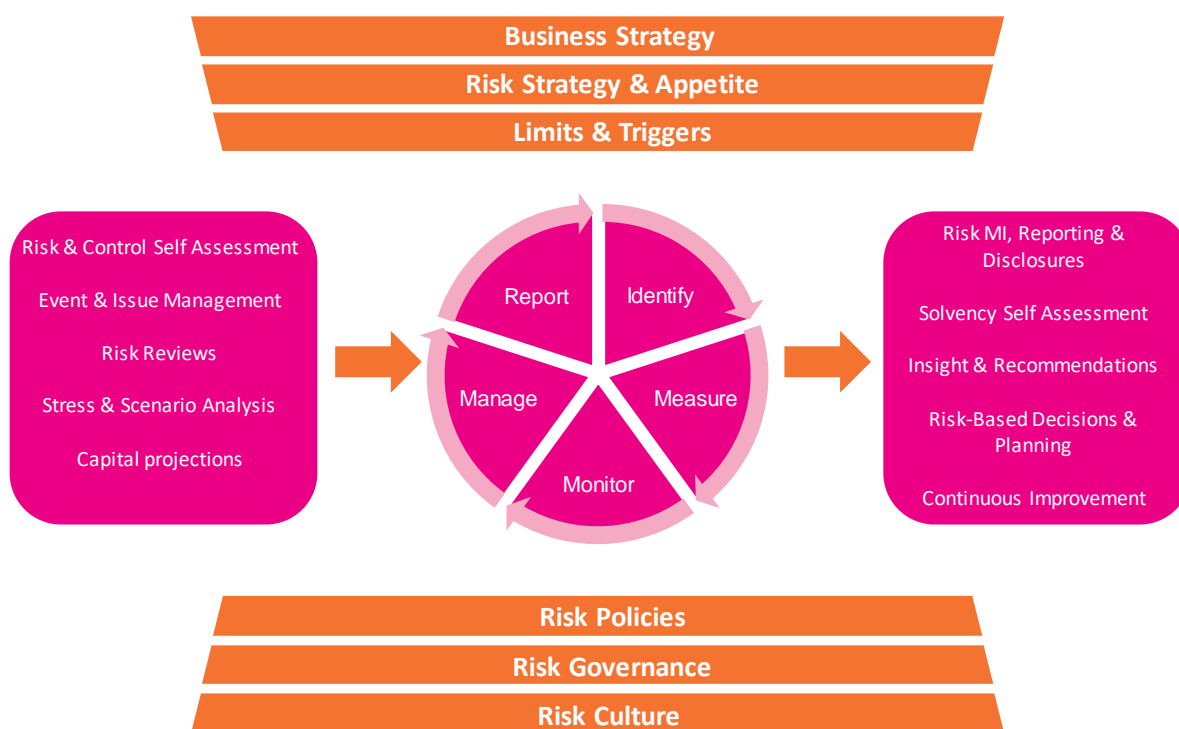 Business Strategy
Risk Strategy & Appetite
Limits & Triggers
Risk & Control Self Assessment
Event & Issue Management
Risk Reviews
Stress & Scenario Analysis
Capital projections
Report
Identify
Manage
Measure
Monitor
Risk MI, Reporting &
Disclosures
Solvency Self Assessment
Insight & Recommendations
Risk-Based Decisions &
Planning
Continuous Improvement
Risk Policies
Risk Governance
Risk Culture